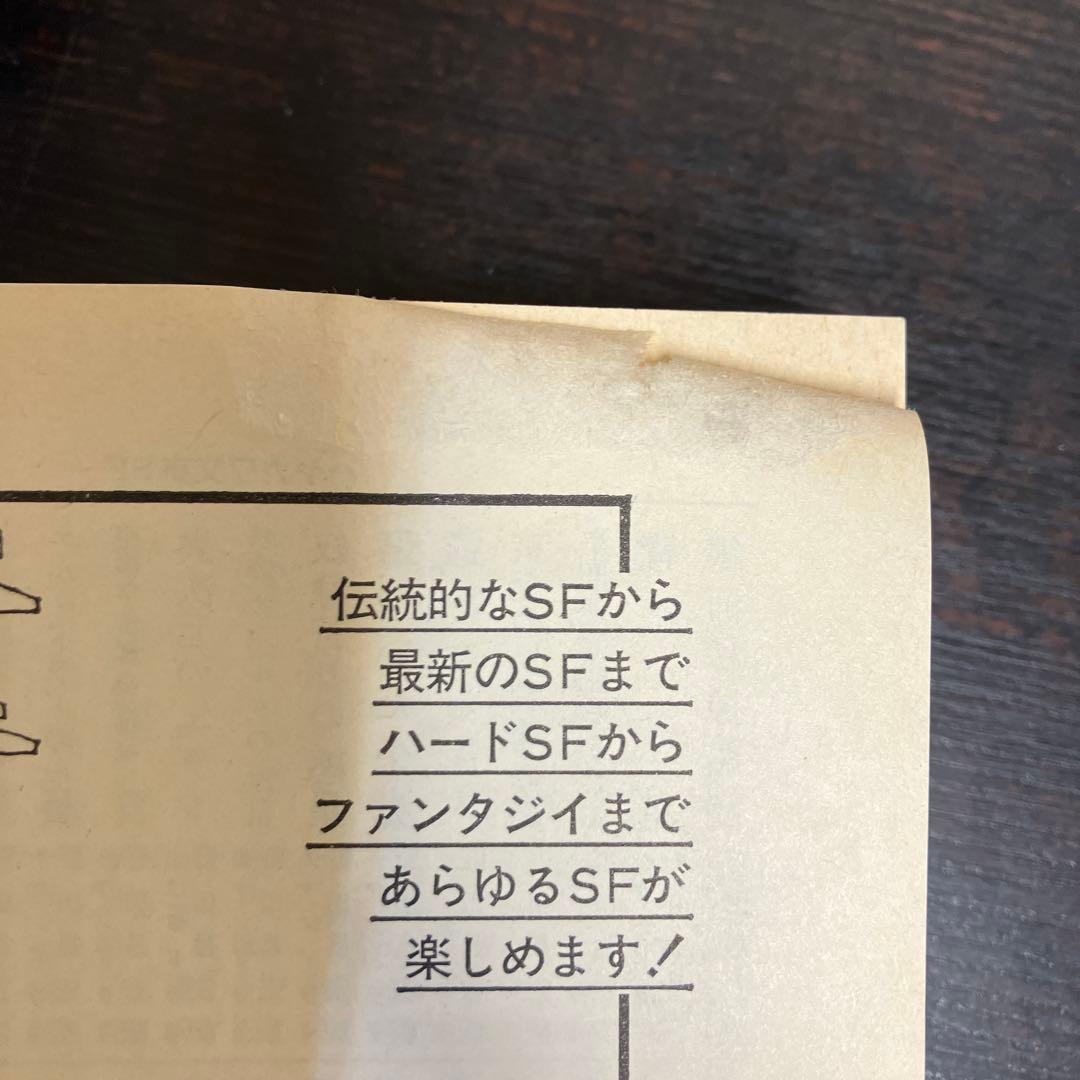 伝統的なSFから
最新のSFまで
ハードSFから
ファンタジイまで
あらゆるSFが
楽しめます！